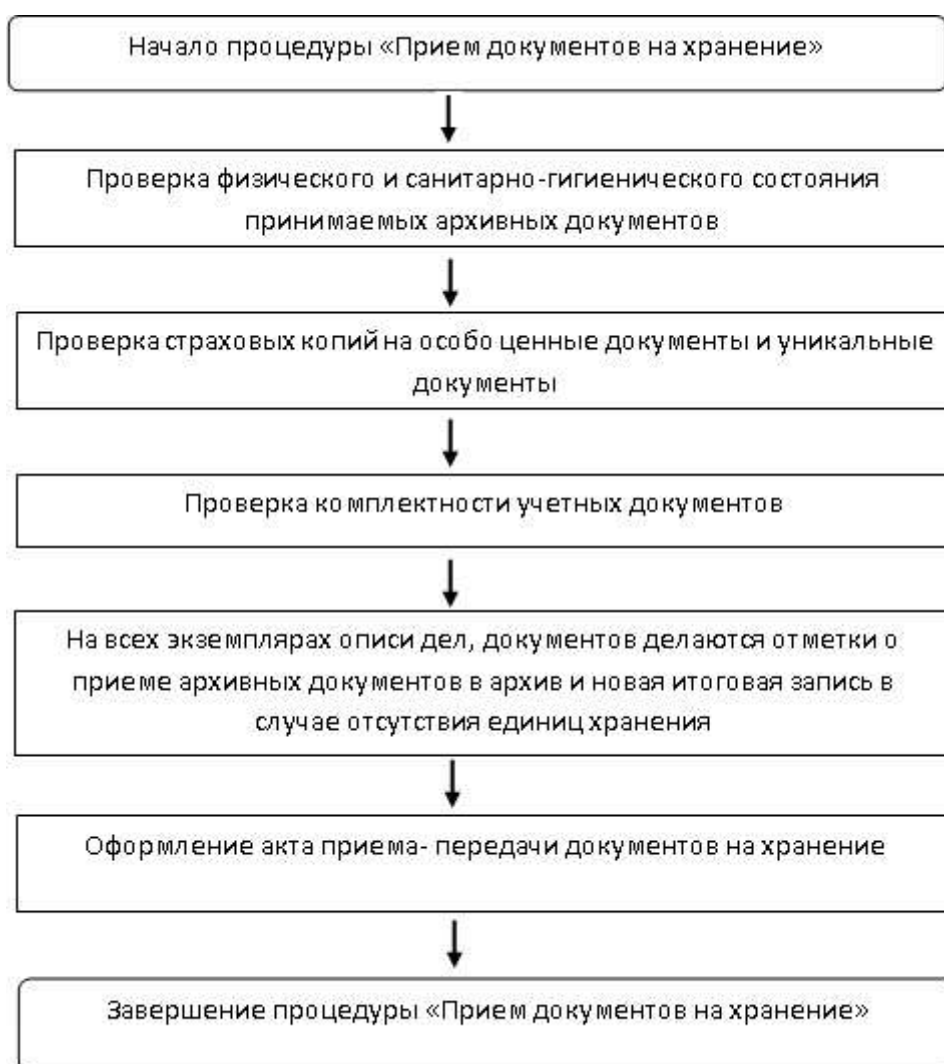 Начало процедуры «Прием документов на хранение»
Проверка физического и санитарно-гигиенического состояния
принимаемых архивных документов
Проверка страховых копий на особо ценные документы и уникальные
документы
Проверка комплектности учетных документов
На всех экземплярах описи дел, документов делаются отметки о
приеме архивных документов в архив и новая итоговая запись в
случае отсутствия единиц хранения
Оформление акта приема- передачи документов на хранение
Завершение процедуры «Прием документов на хранение»